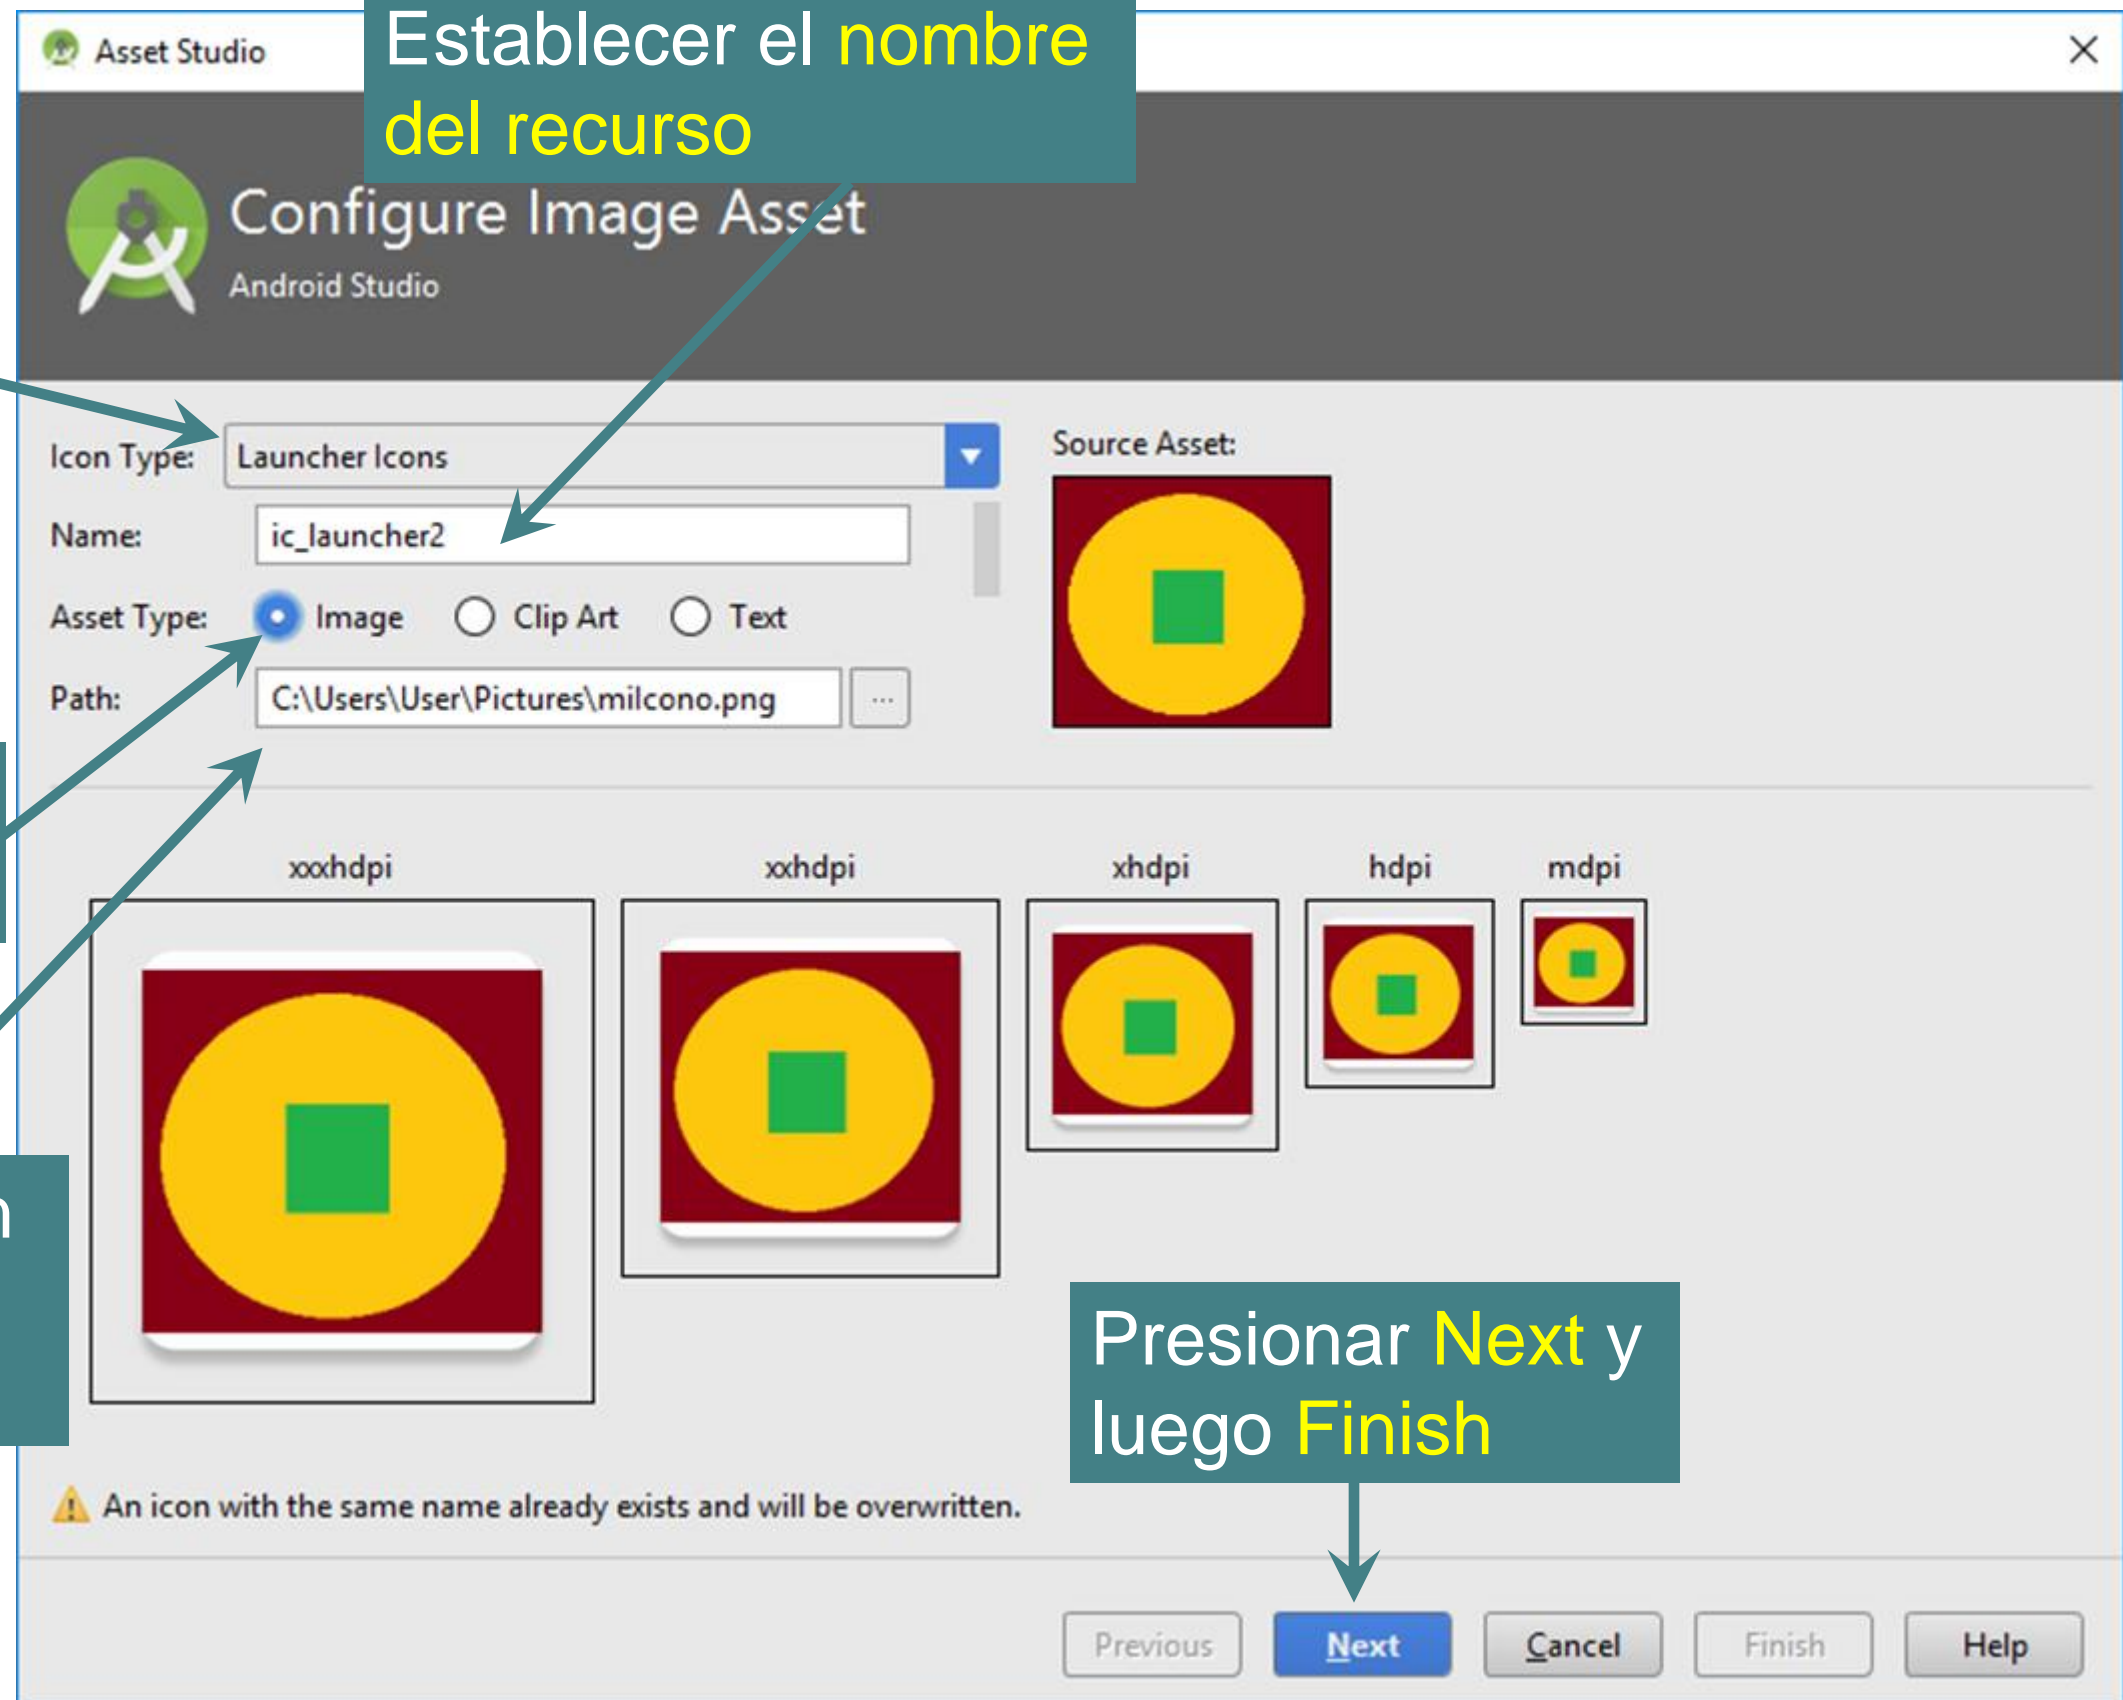 Asset Studio
Establecer el nombre
del recurso
Configure Image Asset
Android Studio
Icon Type: Launcher Icons
Source Asset:
Name: ic_launcher2
Asset Type: Image Clip Art Text
Path: C:\Users\User\Pictures\milcono.png ...
xxxhdpi xxhdpi xhdpi hdpi mdpi
n
Presionar Next y
luego Finish
An icon with the same name already exists and will be overwritten.
Previous Next Cancel Finish Help